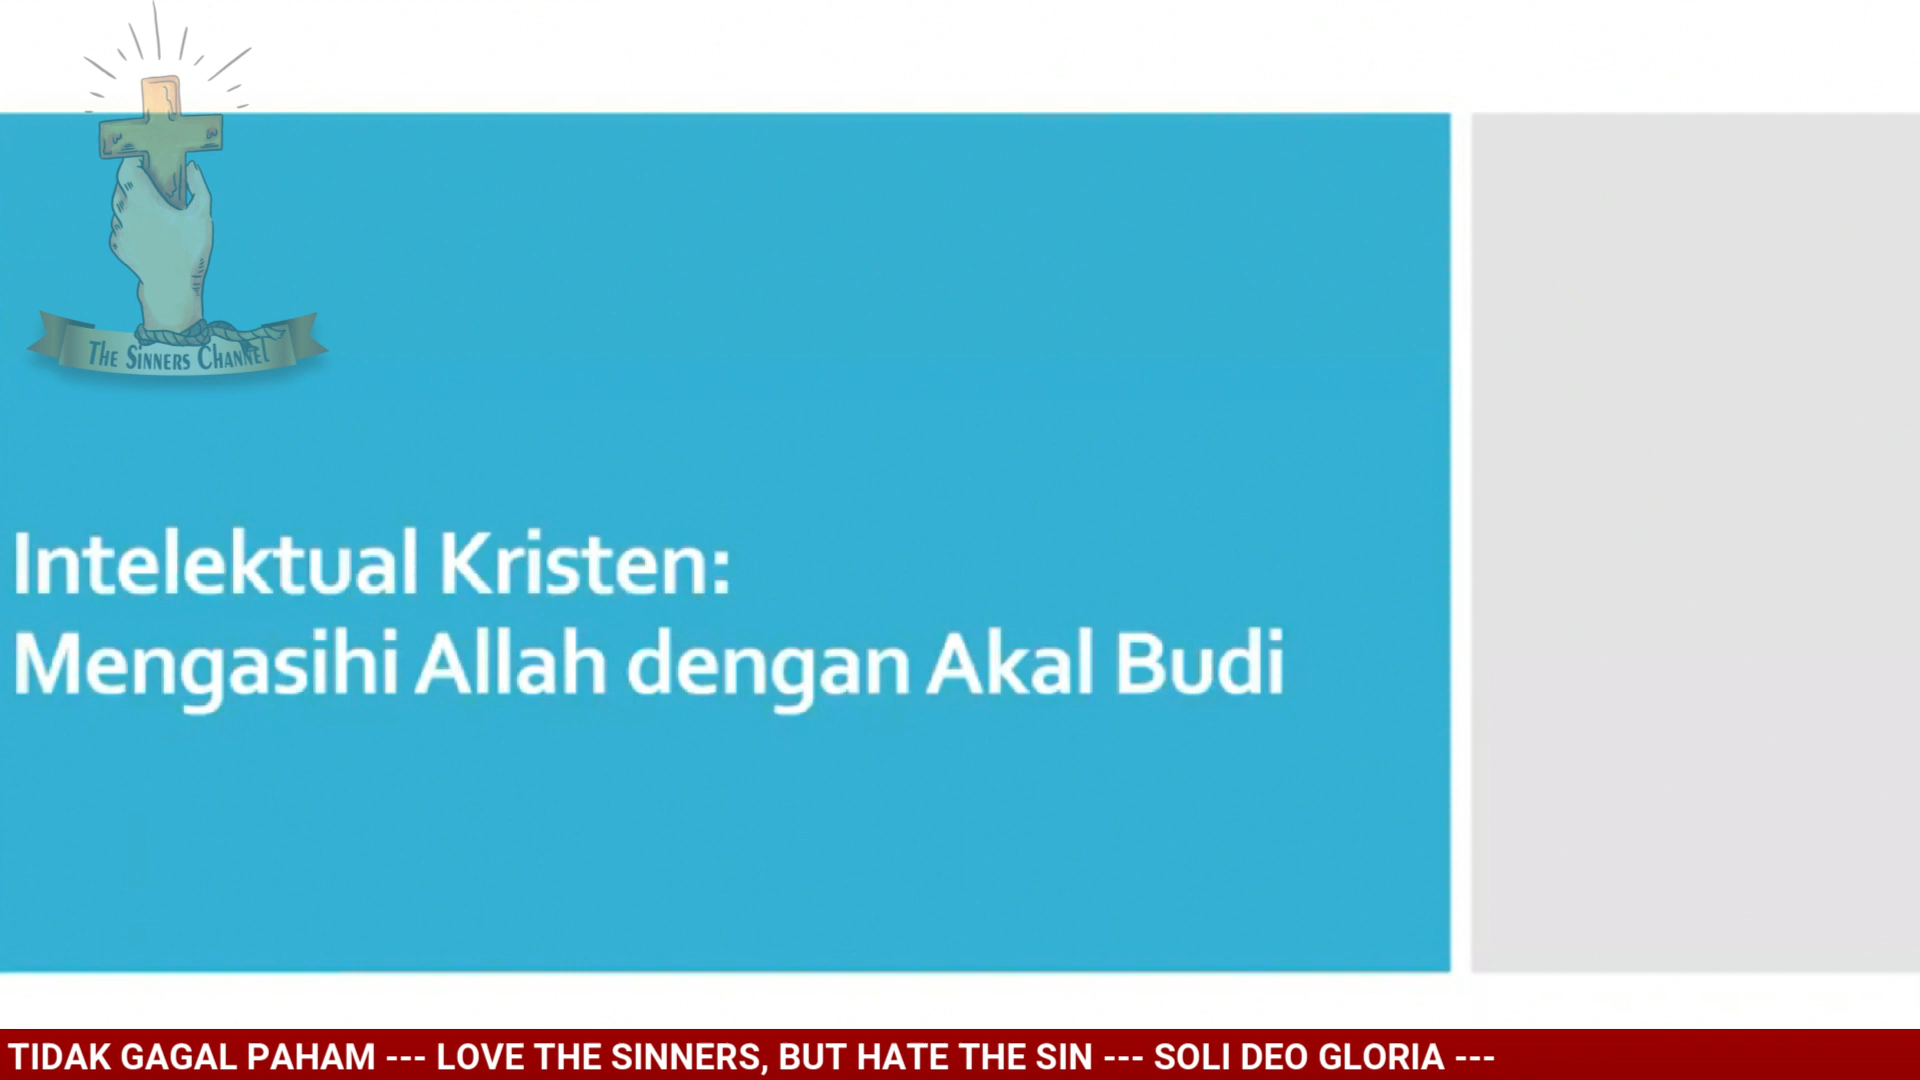 The Sinners Channel
Intelektual Kristen:
Mengasihi Allah dengan Akal Budi
TIDAK GAGAL PAHAM --- LOVE THE SINNERS, BUT HATE THE SIN --- SOLI DEO GLORIA ---